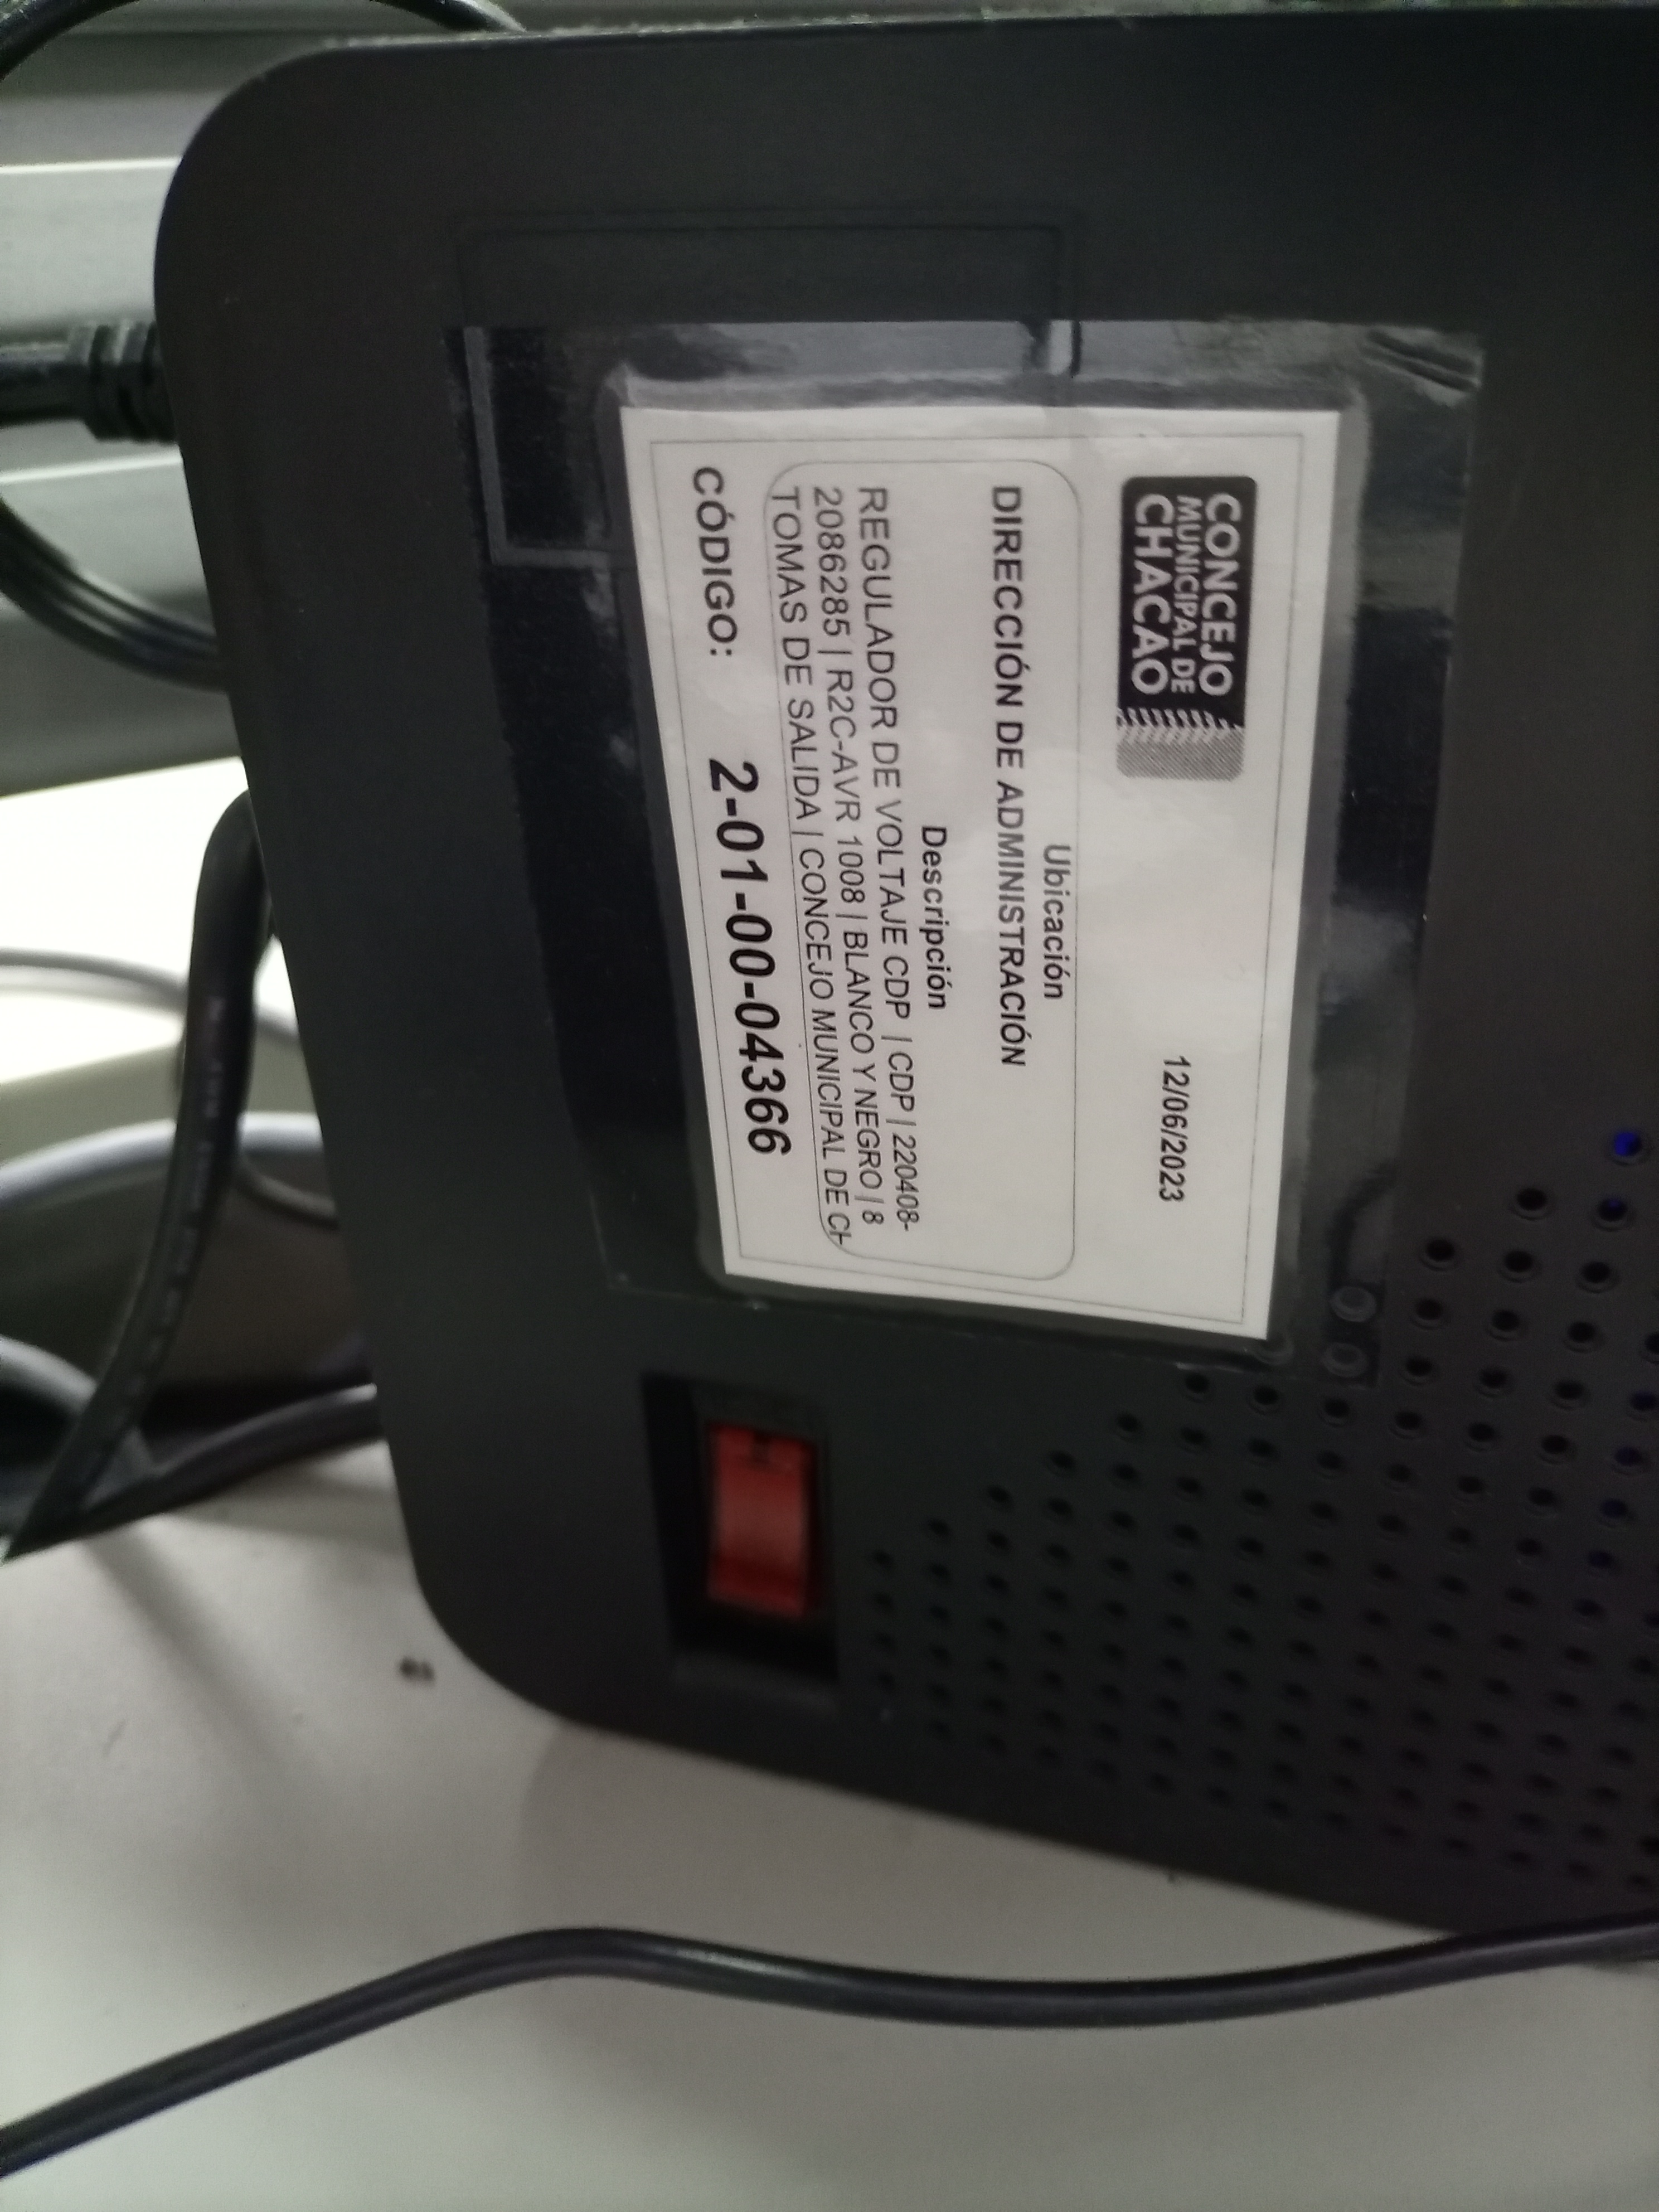 CONCEJO
MUNICIPAL DE
CHACAO
12/06/2023
Ubicación
DIRECCIÓN DE ADMINISTRACIÓN
Descripción
REGULADOR DE VOLTAJE CDP | CDP | 220408-
2086285 | R2C-AVR 1008 | BLANCO Y NEGRO | 8
TOMAS DE SALIDA | CONCEJO MUNICIPAL DE CH
CÓDIGO: 2-01-00-04366